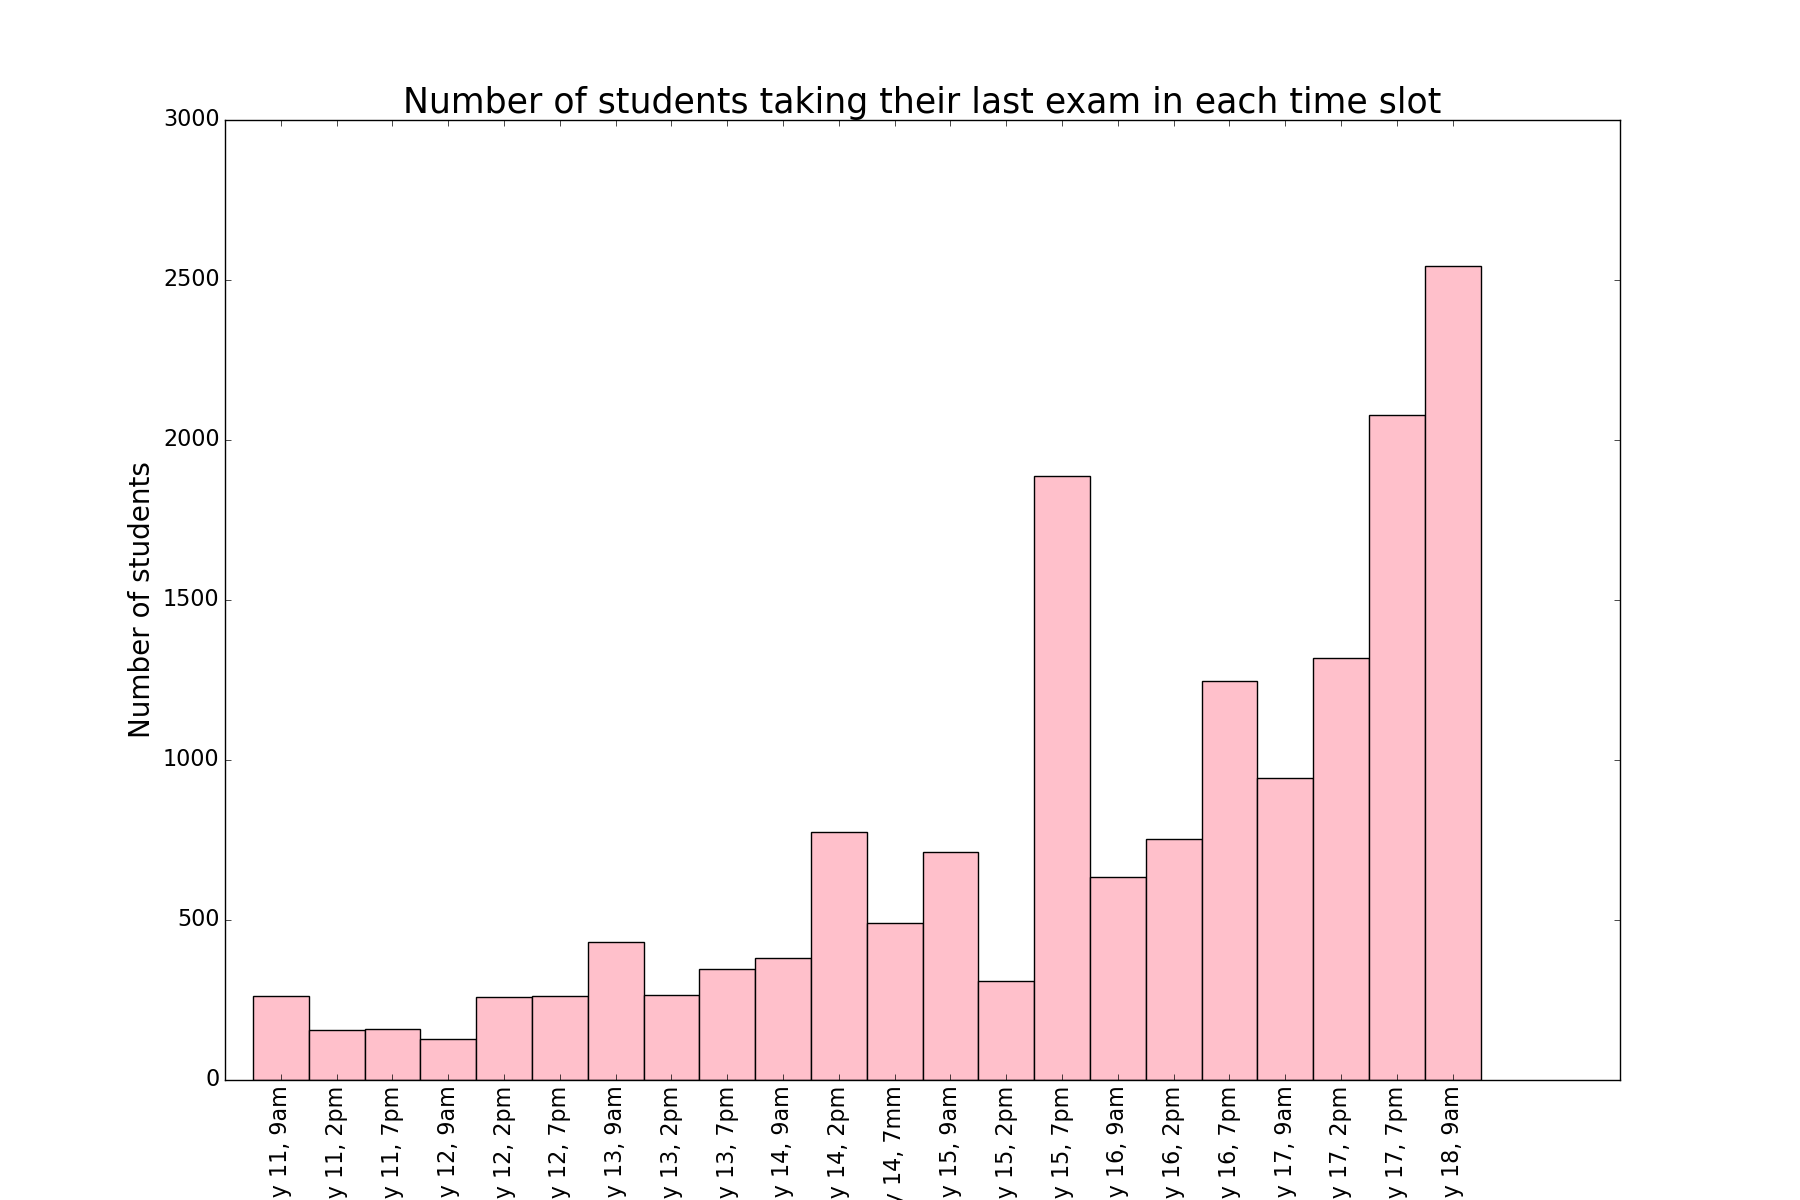 Number of students taking their last exam in each time slot
Number of students
3000
2500
2000
1500
1000
500
0
y 11, 9am
y 11, 2pm
y 11, 7pm
y 12, 9am
y 12, 2pm
y 12, 7pm
y 13, 9am
y 13, 2pm
y 13, 7pm
y 14, 9am
y 14, 2pm
y 14, 7mm
y 15, 9am
y 15, 2pm
y 15, 7pm
y 16, 9am
y 16, 2pm
y 16, 7pm
y 17, 9am
y 17, 2pm
y 17, 7pm
y 18, 9am